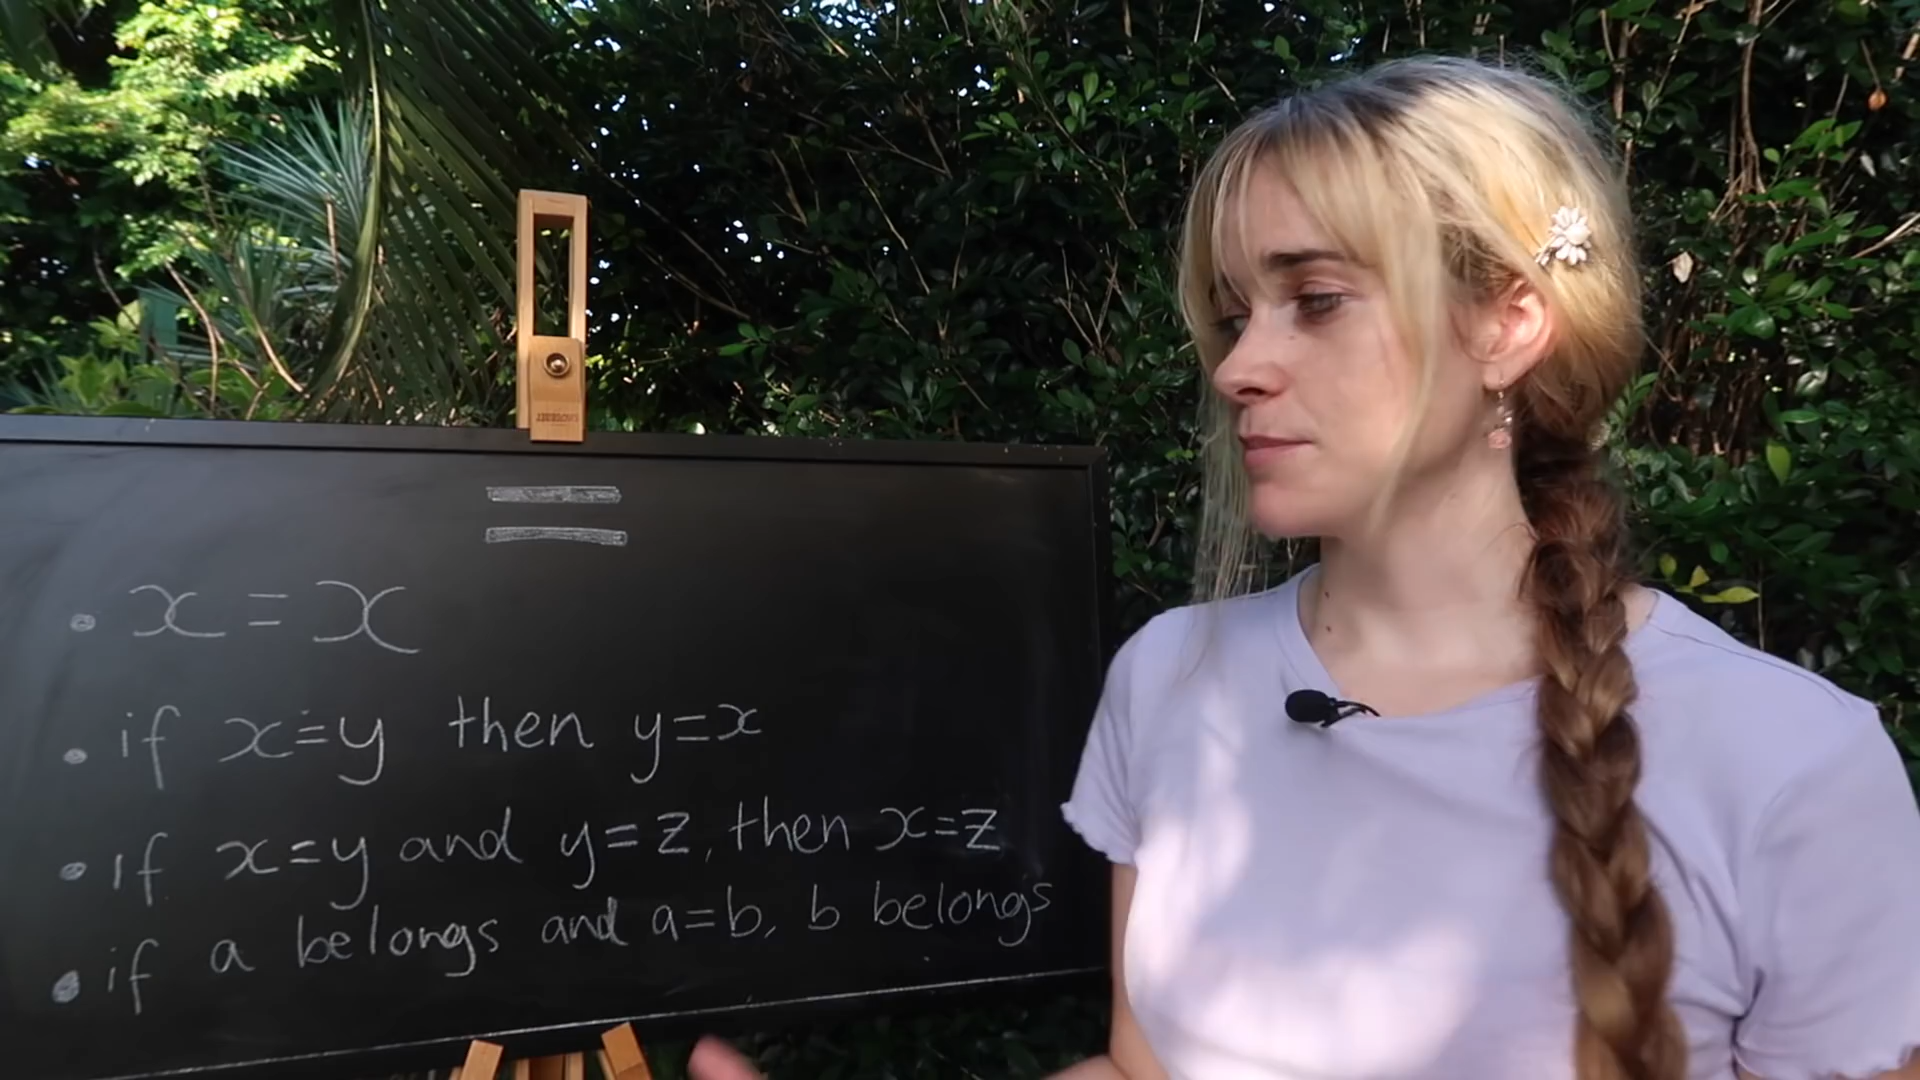 =
• x = x
• if x=y then y=x
• if x=y and y=z, then x=z
• if a belongs and a=b, b belongs